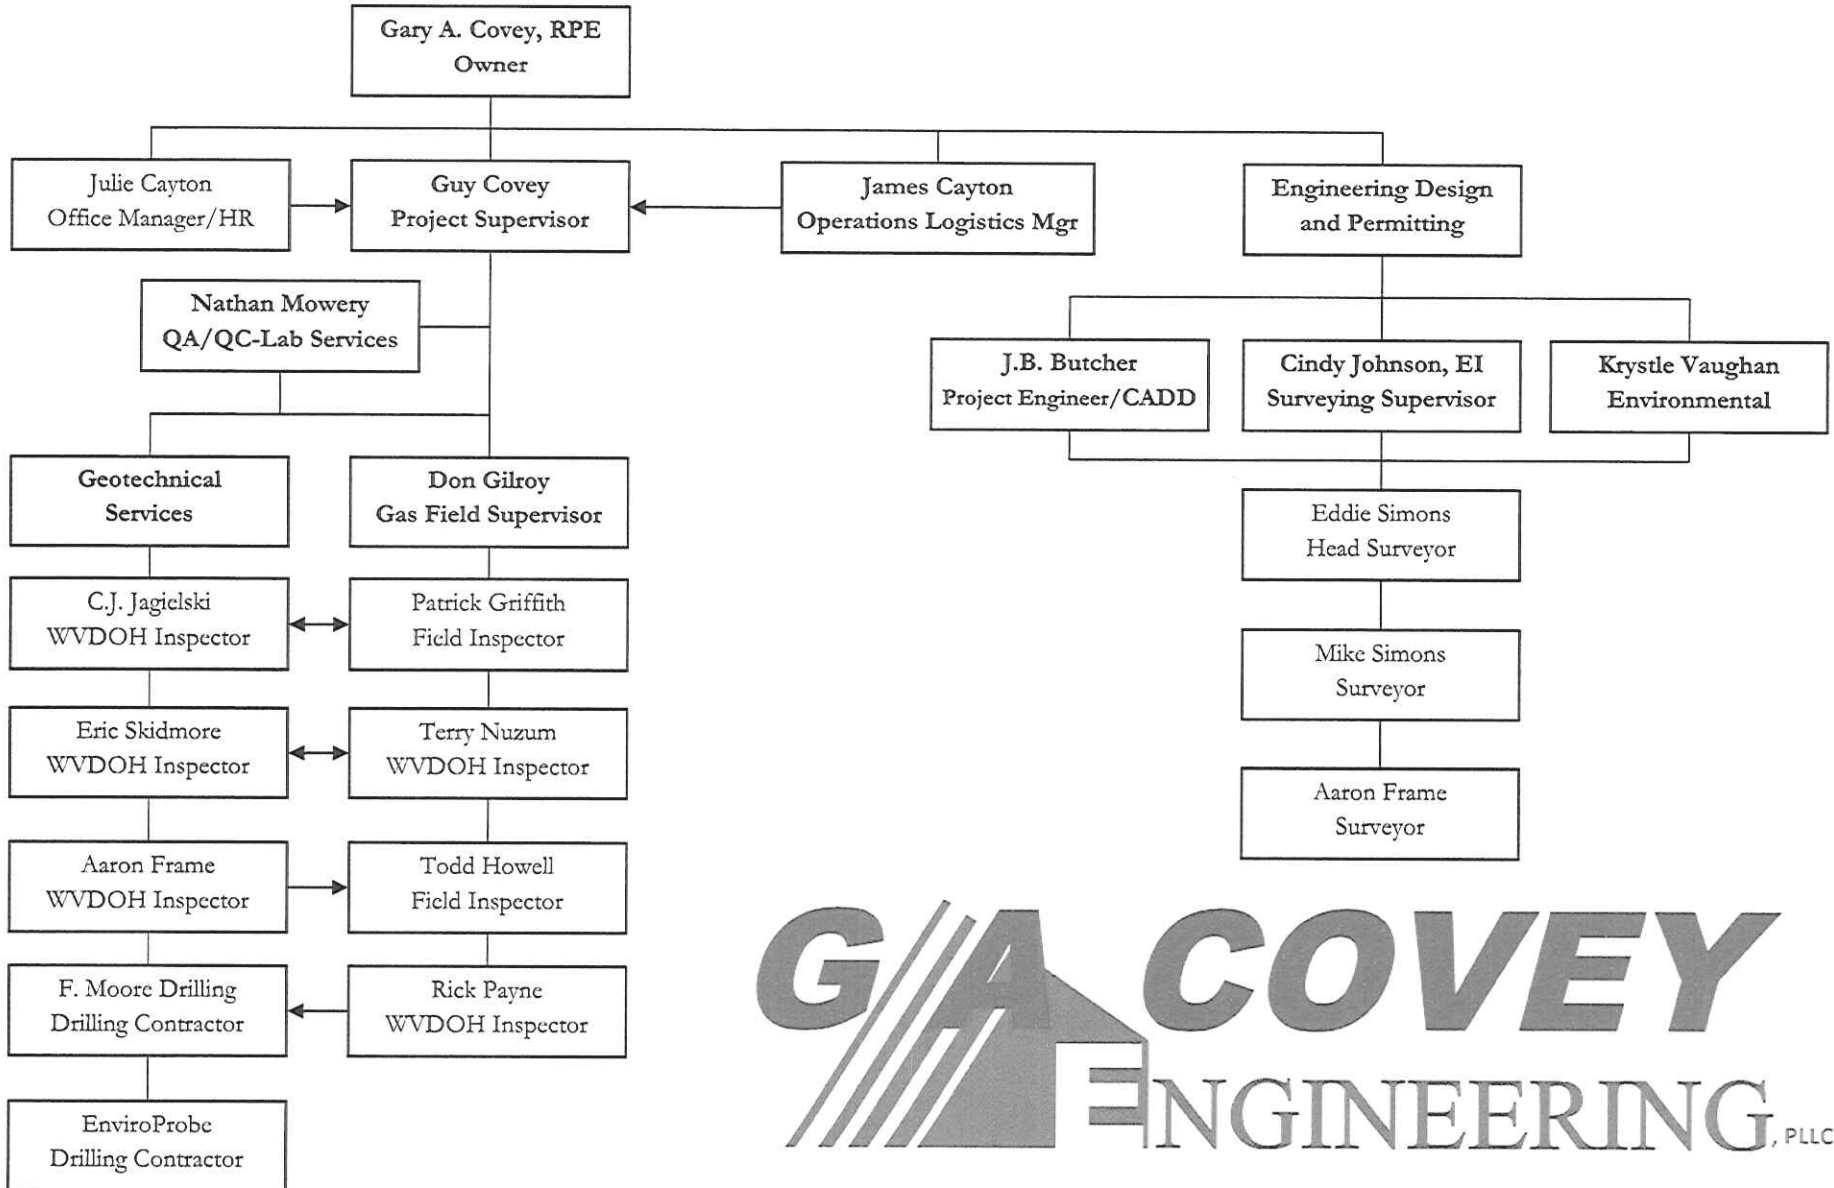 Gary A. Covey, RPE
Owner
Julie Cayton
Office Manager/HR
Guy Covey
Project Supervisor
James Cayton
Operations Logistics Mgr
Engineering Design
and Permitting
Nathan Mowery
QA/QC-Lab Services
J.B. Butcher
Project Engineer/CADD
Cindy Johnson, EI
Surveying Supervisor
Krystle Vaughan
Environmental
Geotechnical
Services
Don Gilroy
Gas Field Supervisor
Eddie Simons
Head Surveyor
C.J. Jagielski
WVDOH Inspector
Patrick Griffith
Field Inspector
Mike Simons
Surveyor
Eric Skidmore
WVDOH Inspector
Terry Nuzum
WVDOH Inspector
Aaron Frame
Surveyor
Aaron Frame
WVDOH Inspector
Todd Howell
Field Inspector
F. Moore Drilling
Drilling Contractor
Rick Payne
WVDOH Inspector
EnviroProbe
Drilling Contractor
GA COVEY
ENGINEERING, PLLC